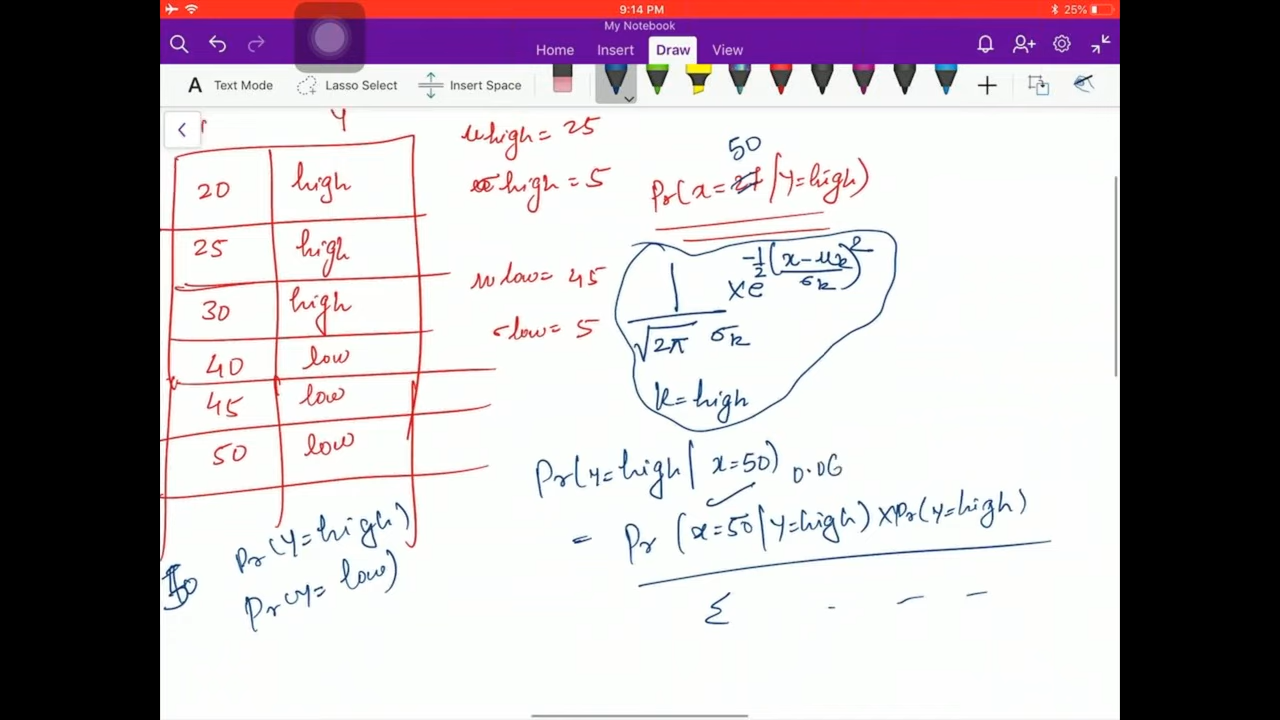 9:14 PM
25%
My Notebook
Home Insert Draw View
A Text Mode Lasso Select Insert Space
Y
20 high
25 high
30 high
40 low
45 low
50 low
μhigh = 25
σhigh = 5
μlow = 45
σlow = 5
50
Pr(x= /Y=high)
1
√2π σk
xe -1/2 (x-μk/σk)²
k=high
Pr(Y=high| x=50) 0.06
= Pr (x=50/Y=high) x Pr(Y=high)
Σ - - -
Pr(Y=high)
Pr(Y= low)